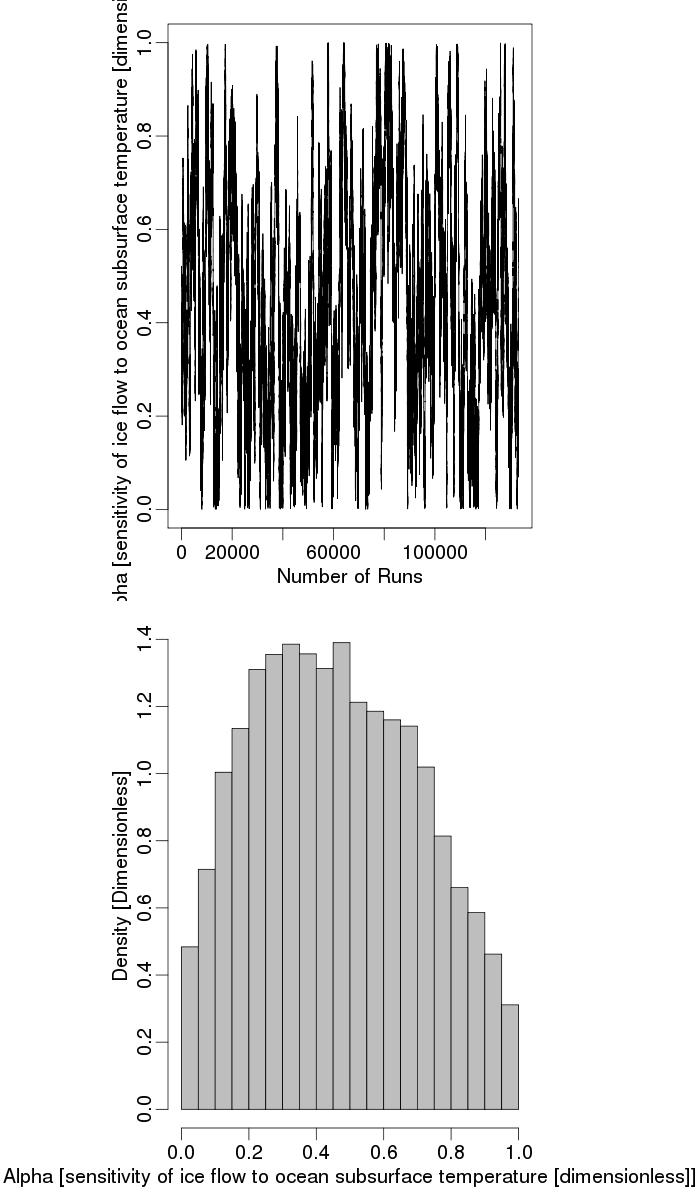 [sensitivity of ice flow to ocean subsurface temperature [dimensi
1.0
0.8
0.6
0.4
0.2
0.0
0 20000 60000 100000
Number of Runs
Density [Dimensionless]
1.4
1.2
1.0
0.8
0.6
0.4
0.2
0.0
0.0 0.2 0.4 0.6 0.8 1.0
Alpha [sensitivity of ice flow to ocean subsurface temperature [dimensionless]]